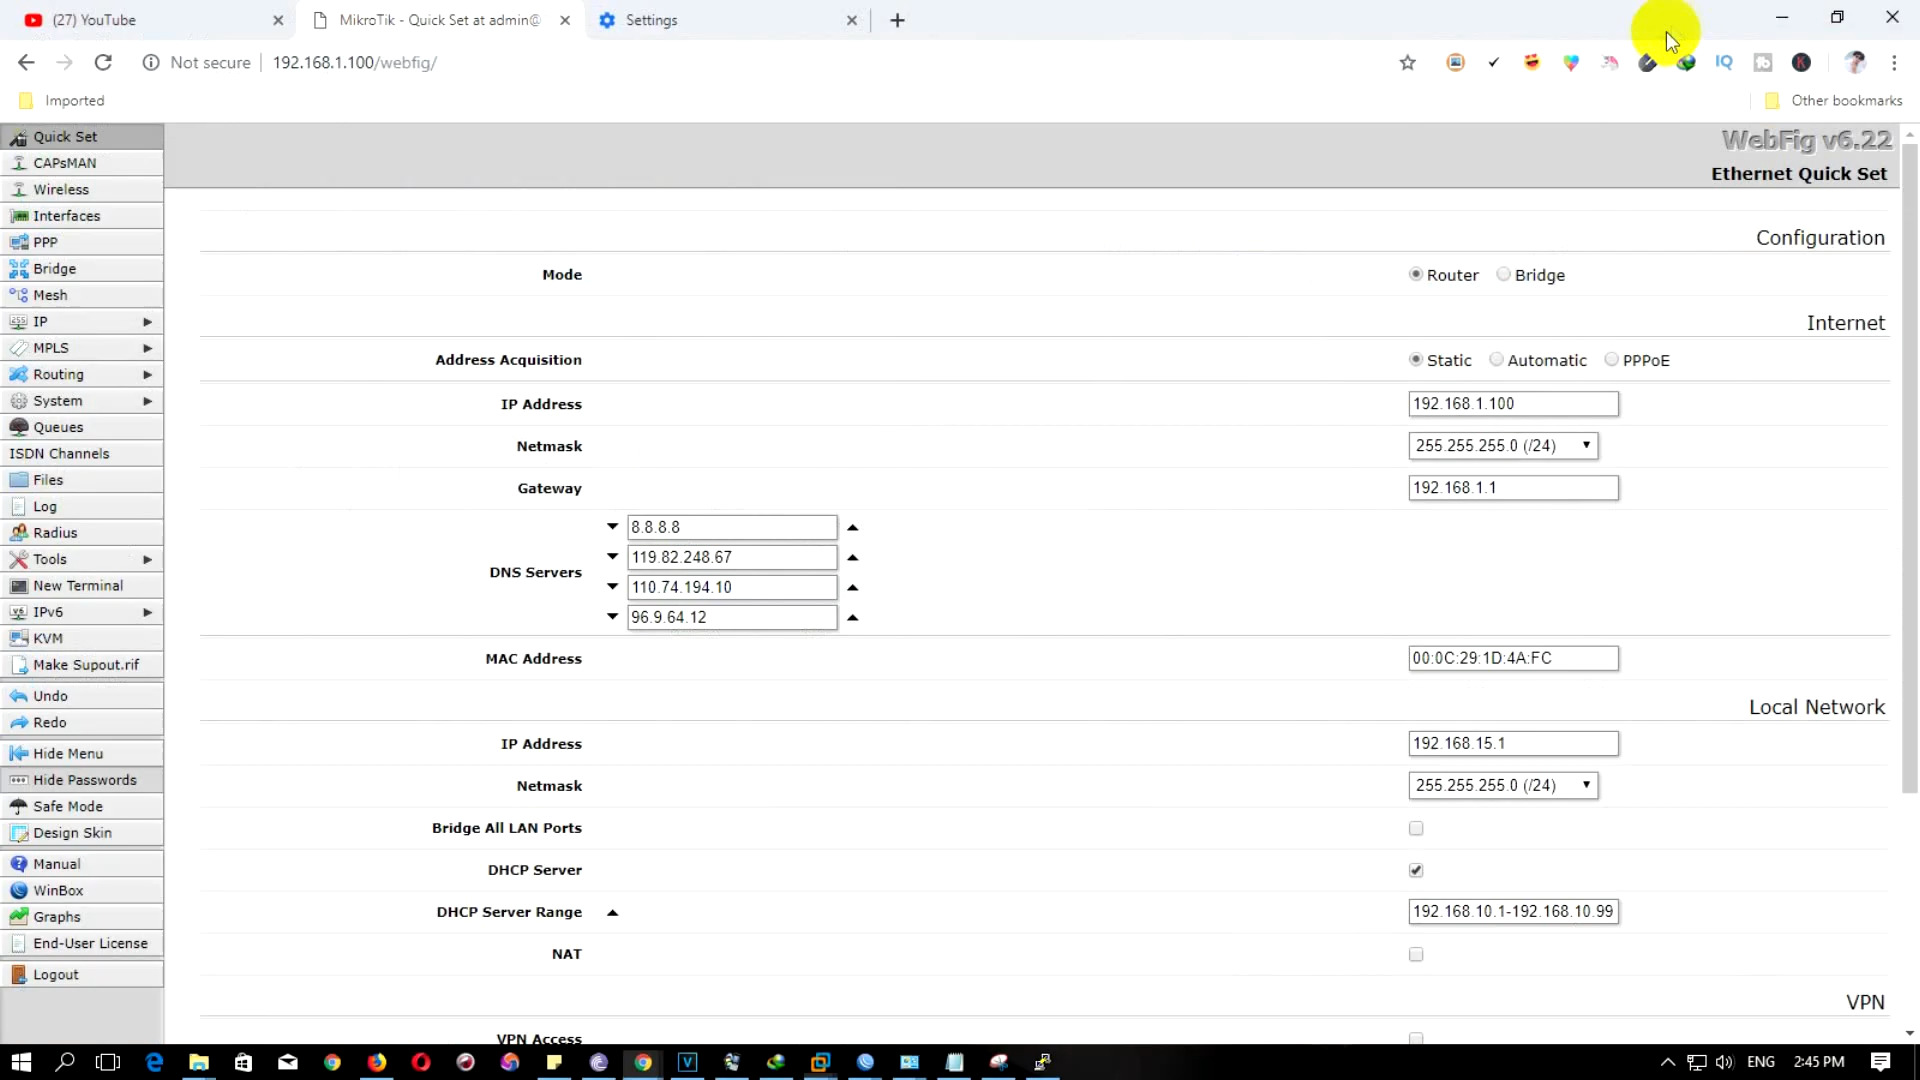 (27) YouTube
MikroTik - Quick Set at admin@
Settings
Not secure
192.168.1.100/webfig/
IQ
K
Imported
Other bookmarks
Quick Set
CAPsMAN
Wireless
Interfaces
PPP
Bridge
Mesh
IP
MPLS
Routing
System
Queues
ISDN Channels
Files
Log
Radius
Tools
New Terminal
IPv6
KVM
Make Supout.rif
Undo
Redo
Hide Menu
Hide Passwords
Safe Mode
Design Skin
Manual
WinBox
Graphs
End-User License
Logout
WebFig v6.22
Ethernet Quick Set
Configuration
Mode
Router Bridge
Internet
Address Acquisition
Static Automatic PPPoE
IP Address
192.168.1.100
Netmask
255.255.255.0 (/24)
Gateway
192.168.1.1
DNS Servers
8.8.8.8
119.82.248.67
110.74.194.10
96.9.64.12
MAC Address
00:0C:29:1D:4A:FC
Local Network
IP Address
192.168.15.1
Netmask
255.255.255.0 (/24)
Bridge All LAN Ports
DHCP Server
DHCP Server Range
192.168.10.1-192.168.10.99
NAT
VPN
VPN Access
ENG
2:45 PM